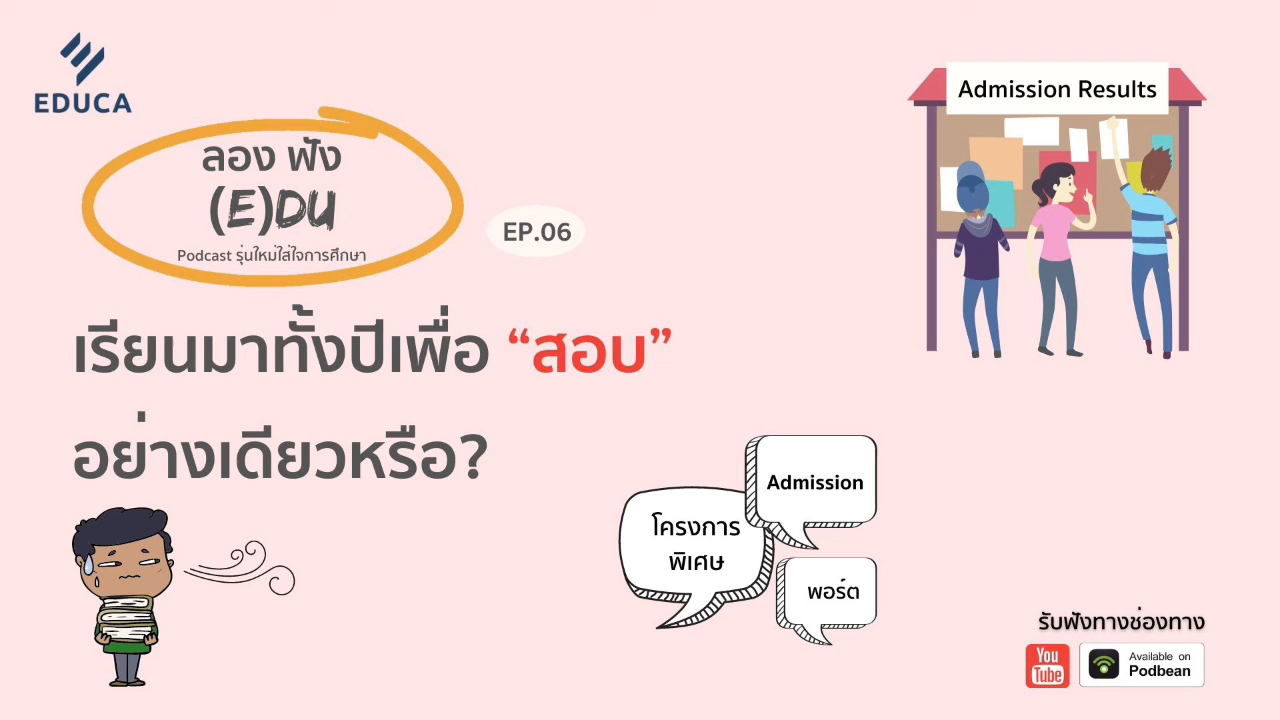 EDUCA
ลอง ฟัง
(E)DU
Podcast รุ่นใหม่ใส่ใจการศึกษา
EP.06
เรียนมาทั้งปีเพื่อ “สอบ”
อย่างเดียวหรือ?
Admission Results
Admission
โครงการ
พิเศษ
พอร์ต
รับฟังทางช่องทาง
You
Tube
Available on
Podbean